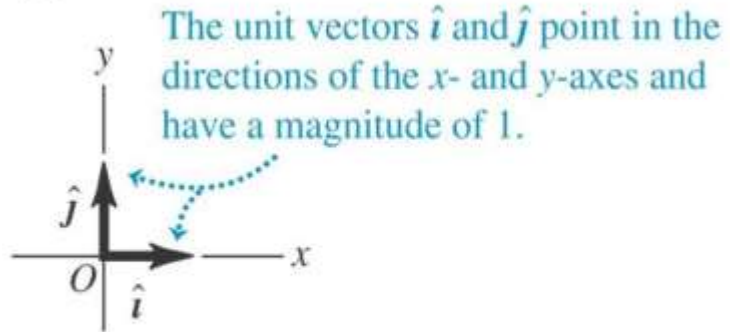 The unit vectors î and ĵ point in the
directions of the x- and y-axes and
have a magnitude of 1.
y
ĵ
x
O
î